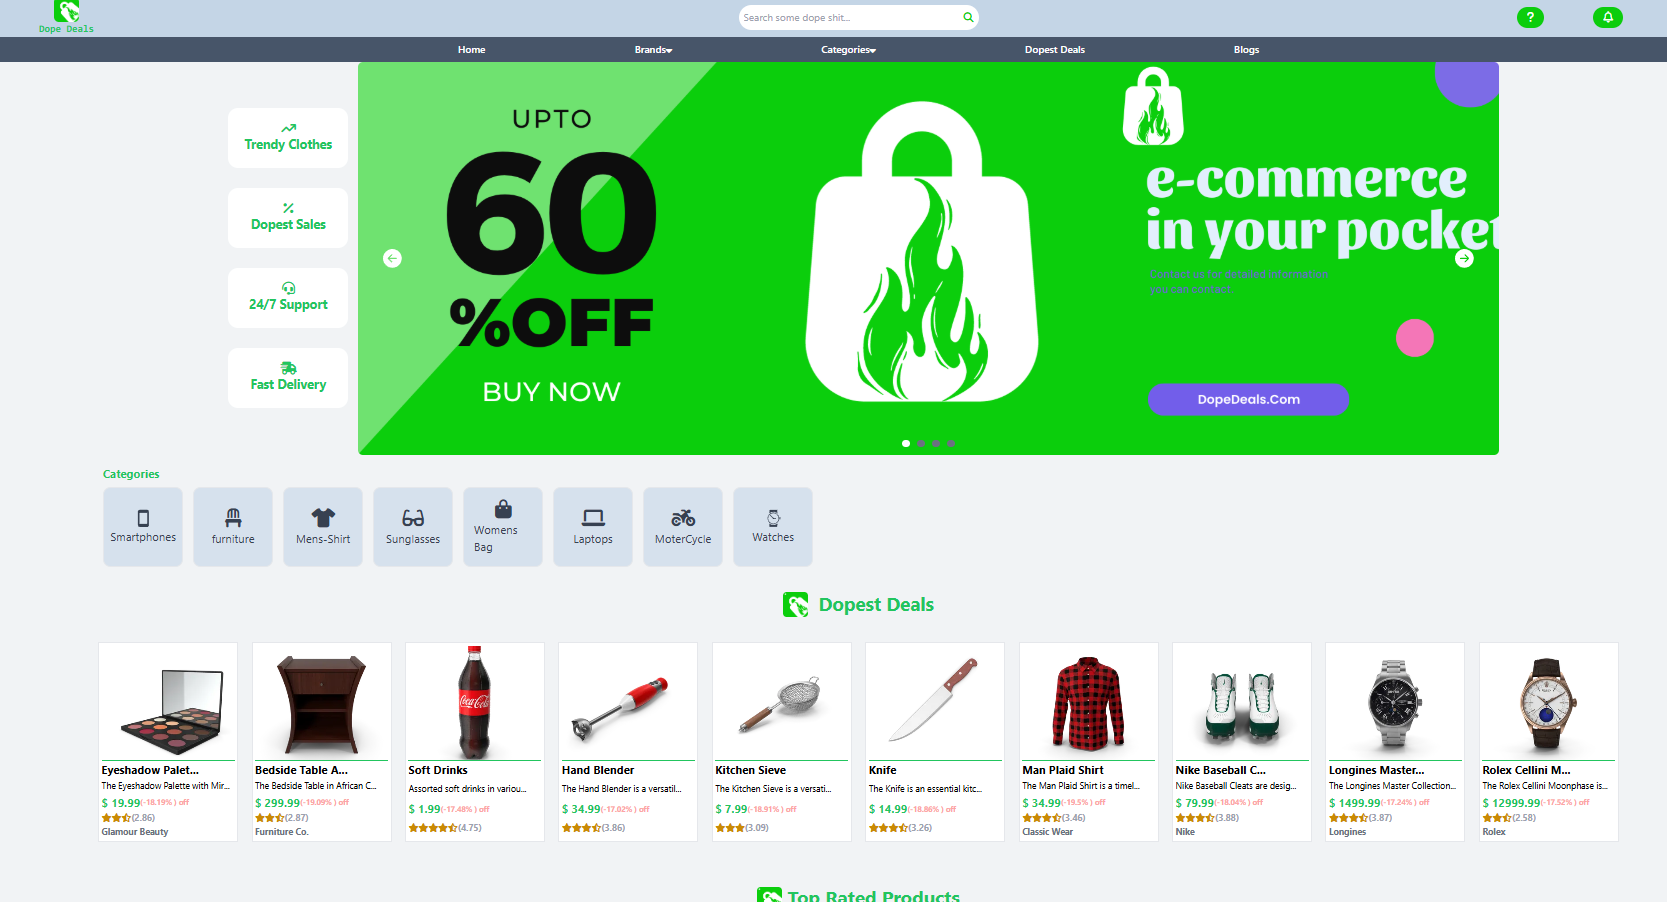 Dope Deals
Search some dope shit...
?
Home
Brands
Categories
Dopest Deals
Blogs
Trendy Clothes
Dopest Sales
24/7 Support
Fast Delivery
UPTO
60
%OFF
BUY NOW
e-commerce
in your pocket
Contact us for detailed information
you can contact.
DopeDeals.Com
Categories
Smartphones
furniture
Mens-Shirt
Sunglasses
Womens
Bag
Laptops
MoterCycle
Watches
Dopest Deals
Coca-Cola
Eyeshadow Palet...
The Eyeshadow Palette with Mir...
$ 19.99(-18.19% ) off
(2.86)
Glamour Beauty
Bedside Table A...
The Bedside Table in African C...
$ 299.99(-19.09% ) off
(2.87)
Furniture Co.
Soft Drinks
Assorted soft drinks in variou...
$ 1.99(-17.48% ) off
(4.75)
Hand Blender
The Hand Blender is a versatil...
$ 34.99(-17.02% ) off
(3.86)
Kitchen Sieve
The Kitchen Sieve is a versati...
$ 7.99(-18.91% ) off
(3.09)
Knife
The Knife is an essential kitc...
$ 14.99(-18.86% ) off
(3.26)
Man Plaid Shirt
The Man Plaid Shirt is a timel...
$ 34.99(-19.5% ) off
(3.46)
Classic Wear
Nike Baseball C...
Nike Baseball Cleats are desig...
$ 79.99(-18.04% ) off
(3.88)
Nike
Longines Master...
The Longines Master Collection...
$ 1499.99(-17.24% ) off
(3.87)
Longines
Rolex Cellini M...
The Rolex Cellini Moonphase is...
$ 12999.99(-17.52% ) off
(2.58)
Rolex
Top Rated Products